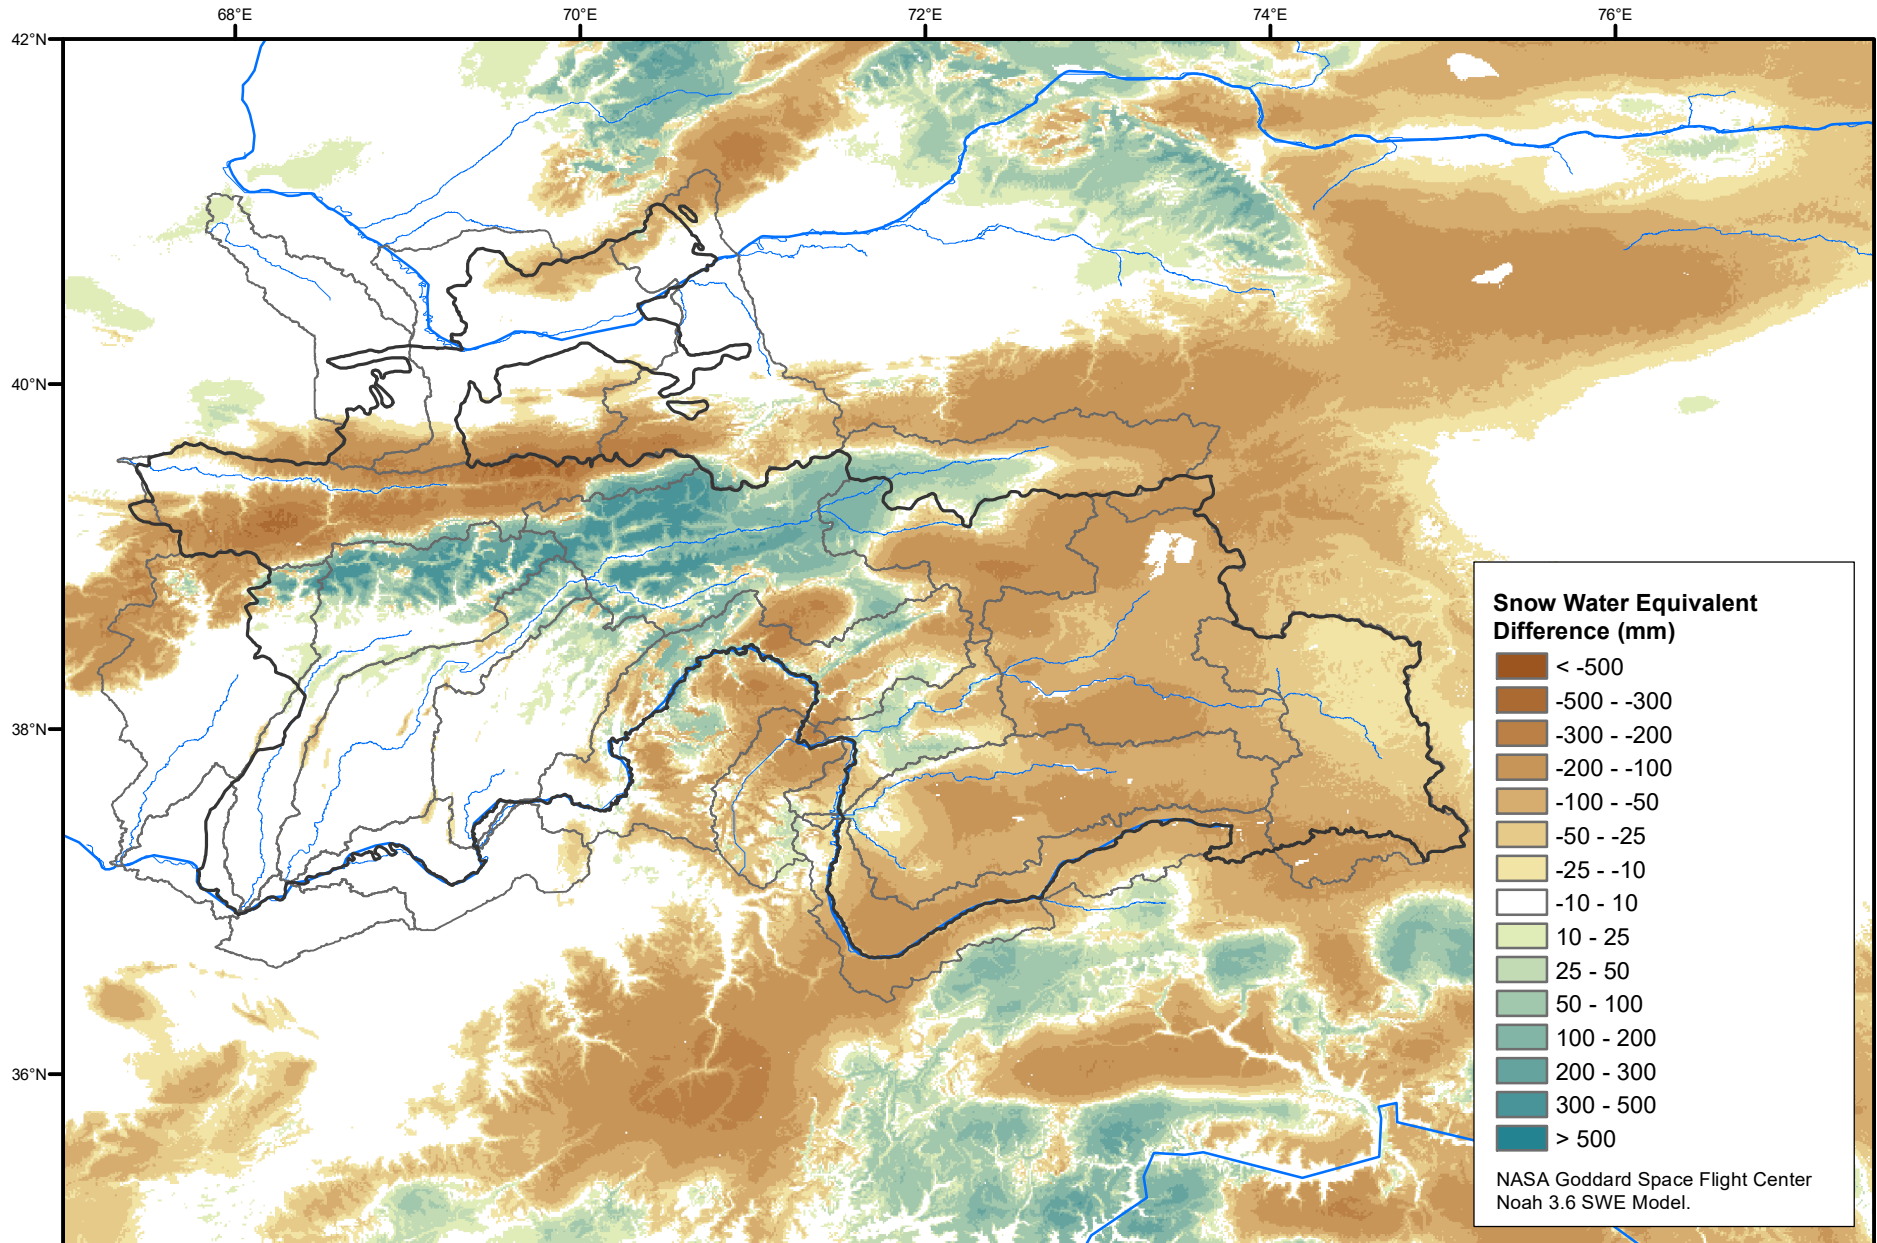 68°E
70°E
72°E
74°E
76°E
42°N
40°N
38°N
36°N
Snow Water Equivalent
Difference (mm)
< -500
-500 - -300
-300 - -200
-200 - -100
-100 - -50
-50 - -25
-25 - -10
-10 - 10
10 - 25
25 - 50
50 - 100
100 - 200
200 - 300
300 - 500
> 500
NASA Goddard Space Flight Center
Noah 3.6 SWE Model.